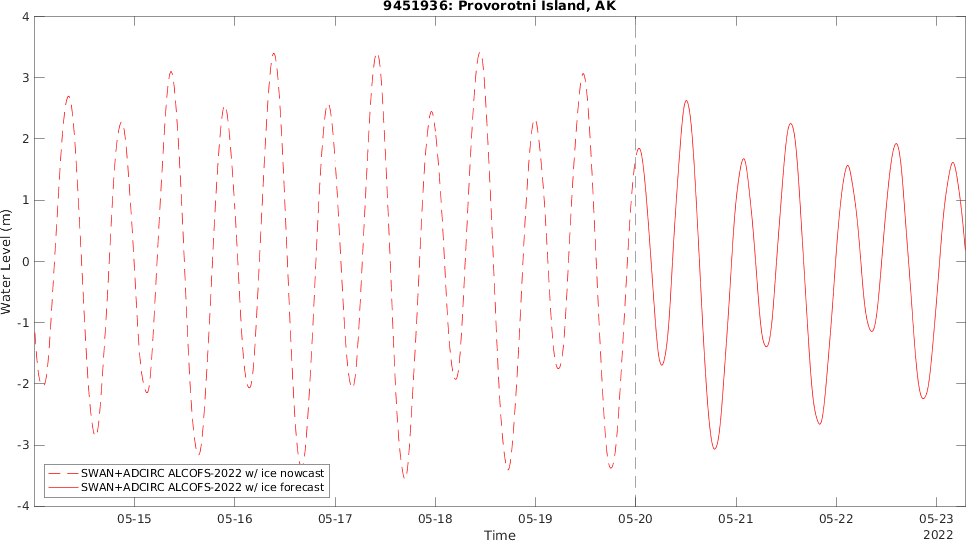 9451936: Provorotni Island, AK
4
3
2
1
0
-1
-2
-3
-4
Water Level (m)
SWAN+ADCIRC ALCOFS-2022 w/ ice nowcast
SWAN+ADCIRC ALCOFS-2022 w/ ice forecast
05-15 05-16 05-17 05-18 05-19 05-20 05-21 05-22 05-23
Time 2022